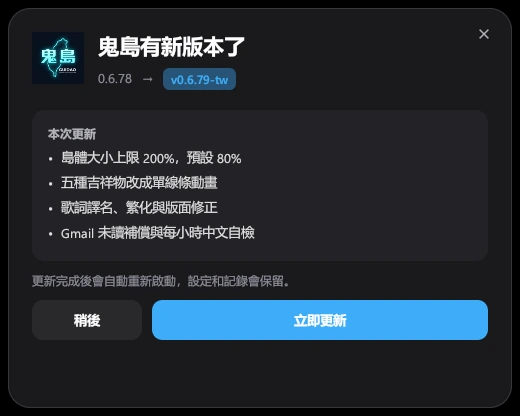 鬼島
GUIDAO
鬼島有新版本了
0.6.78 → v0.6.79-tw
本次更新
• 島體大小上限 200%，預設 80%
• 五種吉祥物改成單線條動畫
• 歌詞譯名、繁化與版面修正
• Gmail 未讀補償與每小時中文自檢
更新完成後會自動重新啟動，設定和記錄會保留。
稍後
立即更新